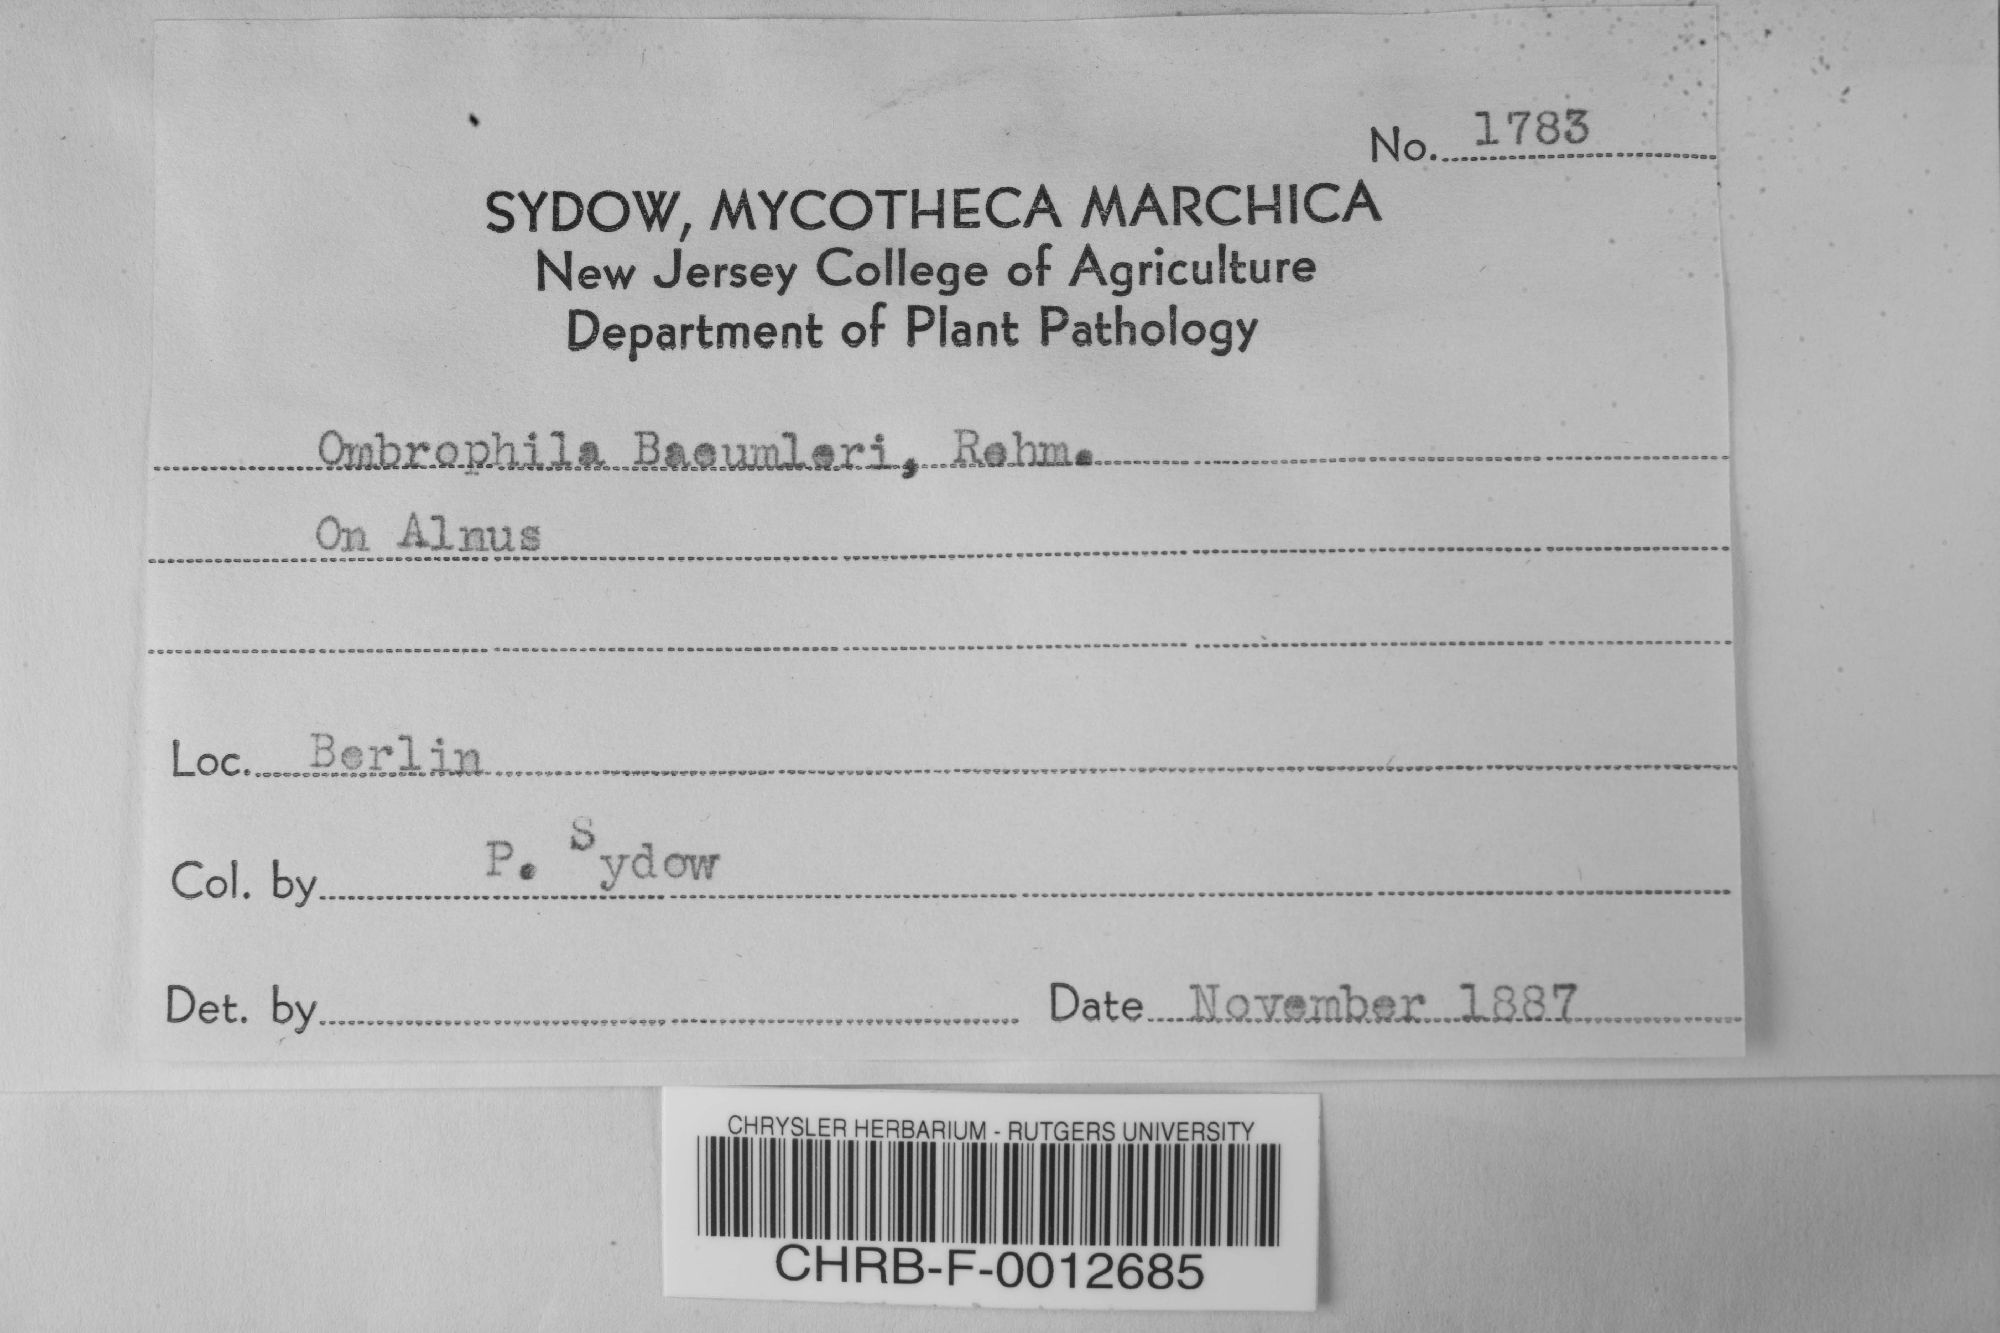 No. 1783
SYDOW, MYCOTHECA MARCHICA
New Jersey College of Agriculture
Department of Plant Pathology
Ombrophila Baeumleri, Rehm.
On Alnus
Loc. Berlin
Col. by P. Sydow
Det. by Date November 1887
CHRYSLER HERBARIUM - RUTGERS UNIVERSITY
CHRB-F-0012685